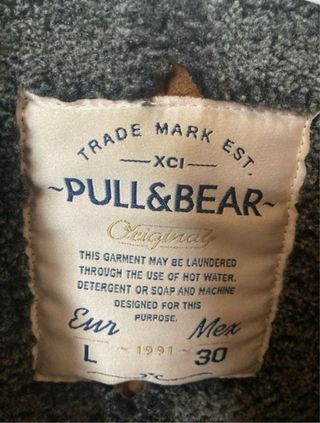 TRADE MARK EST.
XCI
~PULL&BEAR~
Original
THIS GARMENT MAY BE LAUNDERED
THROUGH THE USE OF HOT WATER.
DETERGENT OR SOAP AND MACHINE
DESIGNED FOR THIS
PURPOSE.
Eur Mex
L ~ 1991 ~ 30